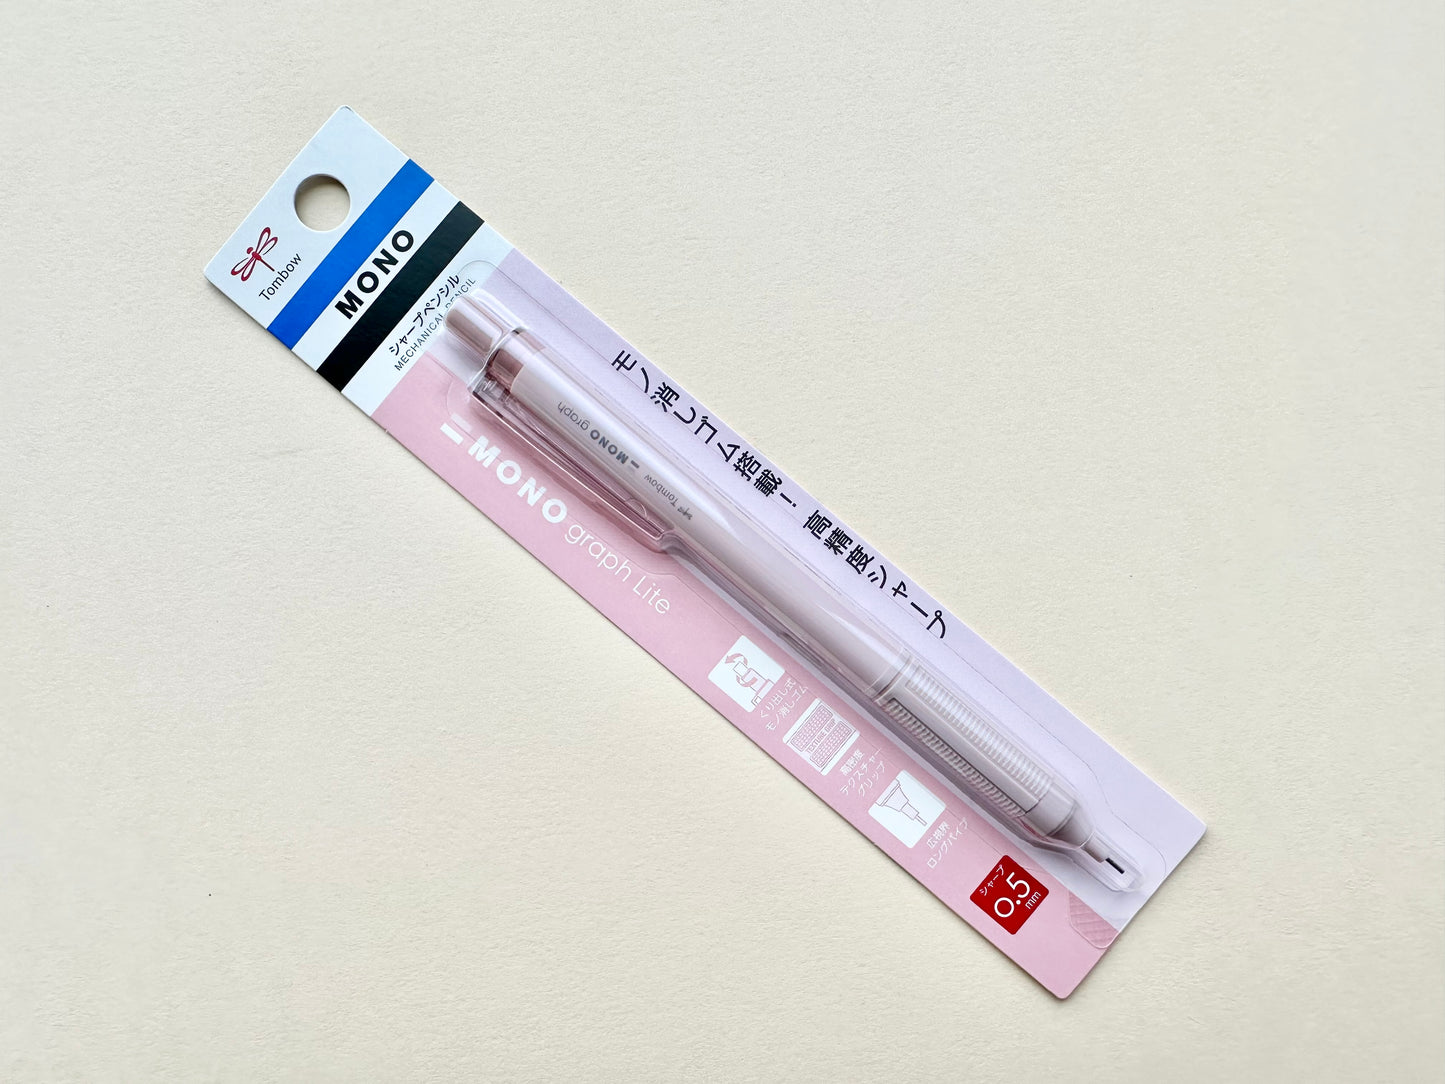 Tombow
MONO
シャープペンシル
MECHANICAL PENCIL
モノ消しゴム搭載！ 高精度シャープ
MONO graph
Tombow
MONO graph Lite
くり出し式
モノ消しゴム
高密度
テクスチャー
グリップ
広視界
ロングパイプ
シャープ
0.5
mm